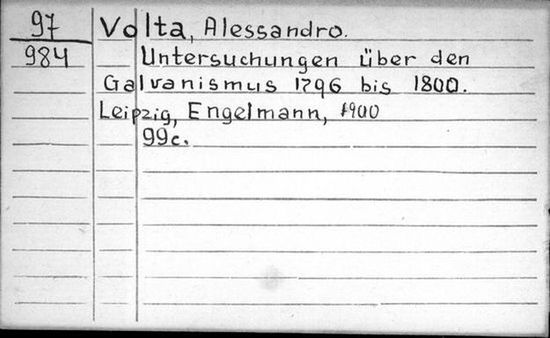 97 Volta, Alessandro.
984 Untersuchungen über den
Galvanismus 1796 bis 1800.
Leipzig, Engelmann, 1900
99c.